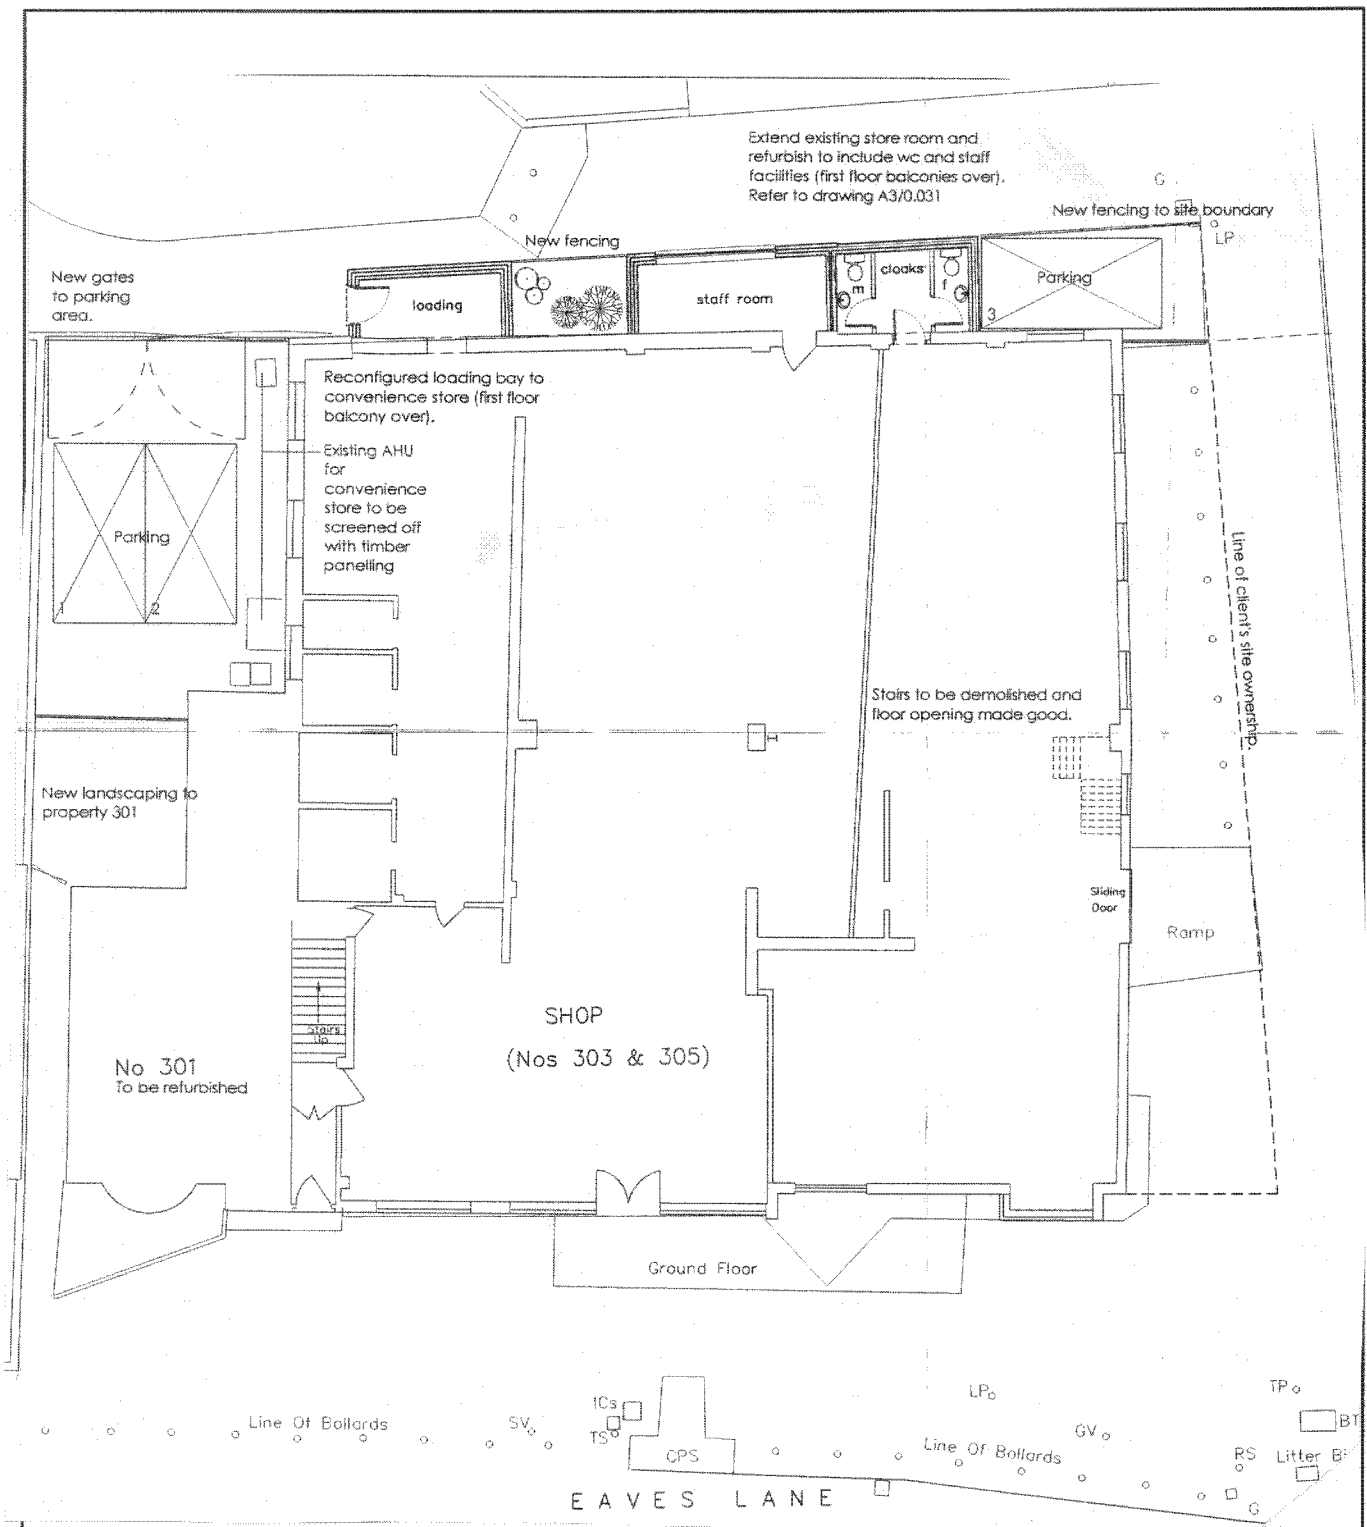 Extend existing store room and
refurbish to include wc and staff
facilities (first floor balconies over).
Refer to drawing A3/0.031
G
New fencing to site boundary
LP
New fencing
New gates
to parking
area.
loading
staff room
m
cloaks
f
Parking
3
Reconfigured loading bay to
convenience store (first floor
balcony over).
Existing AHU
for
convenience
store to be
screened off
with timber
panelling
Parking
1
2
Line of client's site ownership.
Stairs to be demolished and
floor opening made good.
New landscaping to
property 301
Sliding
Door
Ramp
SHOP
(Nos 303 & 305)
Stairs
Up
No 301
To be refurbished
Ground Floor
LP
TP
ICs
Line Of Bollards
SV
TS
BT
GV
CPS
Line Of Bollards
RS
Litter Bi
EAVES LANE
G